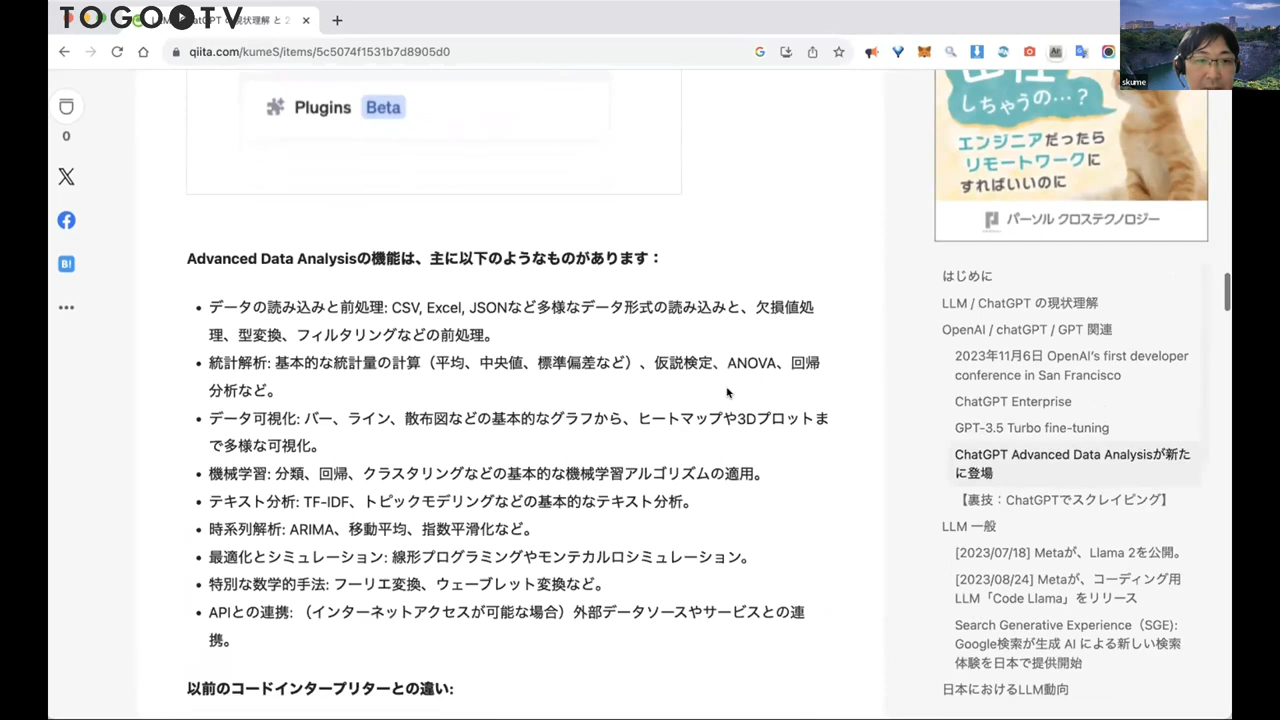 TOGO TV
ChatGPT の現状理解 と 2
qiita.com/kumeS/items/5c5074f1531b7d8905d0
skume
0
B!
Plugins Beta
Advanced Data Analysisの機能は、主に以下のようなものがあります：
データの読み込みと前処理: CSV, Excel, JSONなど多様なデータ形式の読み込みと、欠損値処
理、型変換、フィルタリングなどの前処理。
統計解析: 基本的な統計量の計算（平均、中央値、標準偏差など）、仮説検定、ANOVA、回帰
分析など。
データ可視化: バー、ライン、散布図などの基本的なグラフから、ヒートマップや3Dプロットま
で多様な可視化。
機械学習: 分類、回帰、クラスタリングなどの基本的な機械学習アルゴリズムの適用。
テキスト分析: TF-IDF、トピックモデリングなどの基本的なテキスト分析。
時系列解析: ARIMA、移動平均、指数平滑化など。
最適化とシミュレーション: 線形プログラミングやモンテカルロシミュレーション。
特別な数学的手法: フーリエ変換、ウェーブレット変換など。
APIとの連携: （インターネットアクセスが可能な場合）外部データソースやサービスとの連
携。
以前のコードインタープリターとの違い:
しちゃうの…？
エンジニアだったら
リモートワークに
すればいいのに
パーソル クロステクノロジー
はじめに
LLM / ChatGPT の現状理解
OpenAI / chatGPT / GPT 関連
2023年11月6日 OpenAI’s first developer
conference in San Francisco
ChatGPT Enterprise
GPT-3.5 Turbo fine-tuning
ChatGPT Advanced Data Analysisが新た
に登場
【裏技：ChatGPTでスクレイピング】
LLM 一般
[2023/07/18] Metaが、Llama 2を公開。
[2023/08/24] Metaが、コーディング用
LLM「Code Llama」をリリース
Search Generative Experience（SGE):
Google検索が生成 AI による新しい検索
体験を日本で提供開始
日本におけるLLM動向